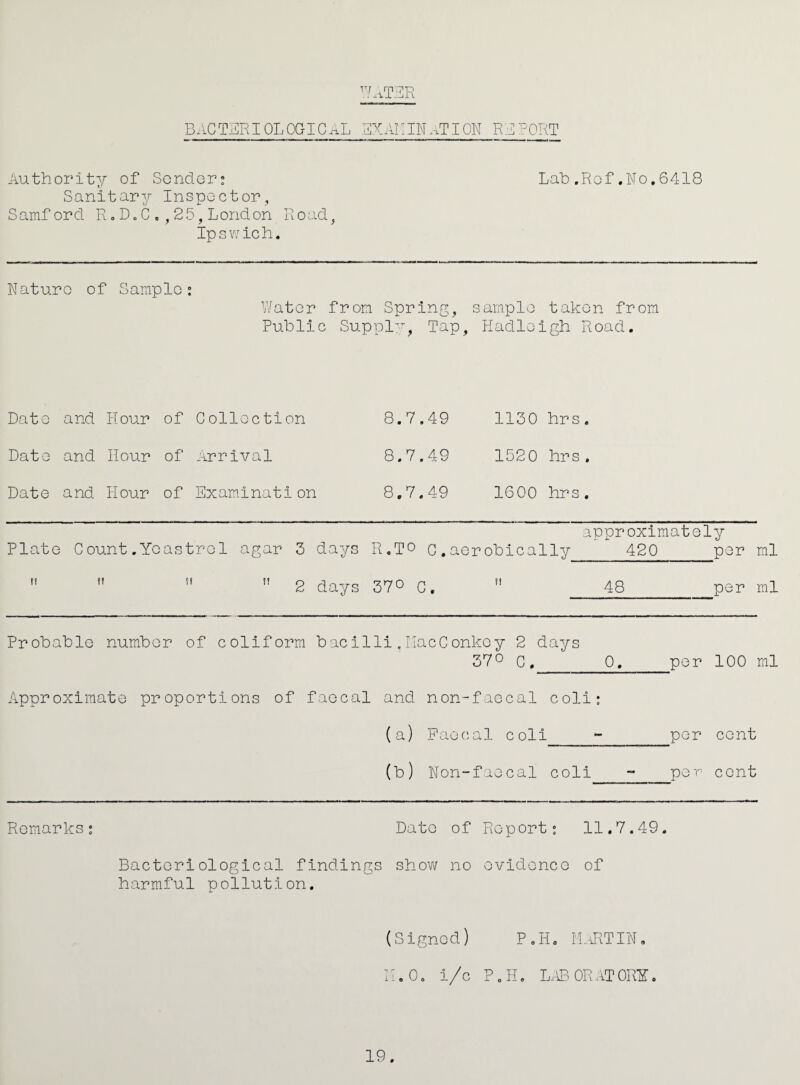 WATER
BACTERIOLOGICAL EXAMINATION REPORT
Authority of Sender: Lab.Ref.No.6418
Sanitary Inspector,
Samford R.D.C.,25,London Road,
Ipswich.
Nature of Sample:
Water from Spring, sample taken from
Public Supply, Tap, Hadleigh Road.
Date and Hour of Collection 8.7.49 1130 hrs.
Date and Hour of Arrival 8.7.49 1520 hrs.
Date and Hour of Examination 8.7.49 1600 hrs.
approximately
Plate Count.Yeastrel agar 3 days R.T° C.aerobically 420 per ml
" " " " 2 days 37° C. " 48 per ml
Probable number of coliform bacilli,MacConkey 2 days
37° C. 0. per 100 ml
Approximate proportions of faecal and non-faecal coli:
(a) Faecal coli - per cent
(b) Non-faecal coli - per cent
Remarks: Date of Report: 11.7.49.
Bacteriological findings show no evidence of
harmful pollution.
(Signed) P.H. MARTIN.
M.O. i/c P.H. LABORATORY.
19.